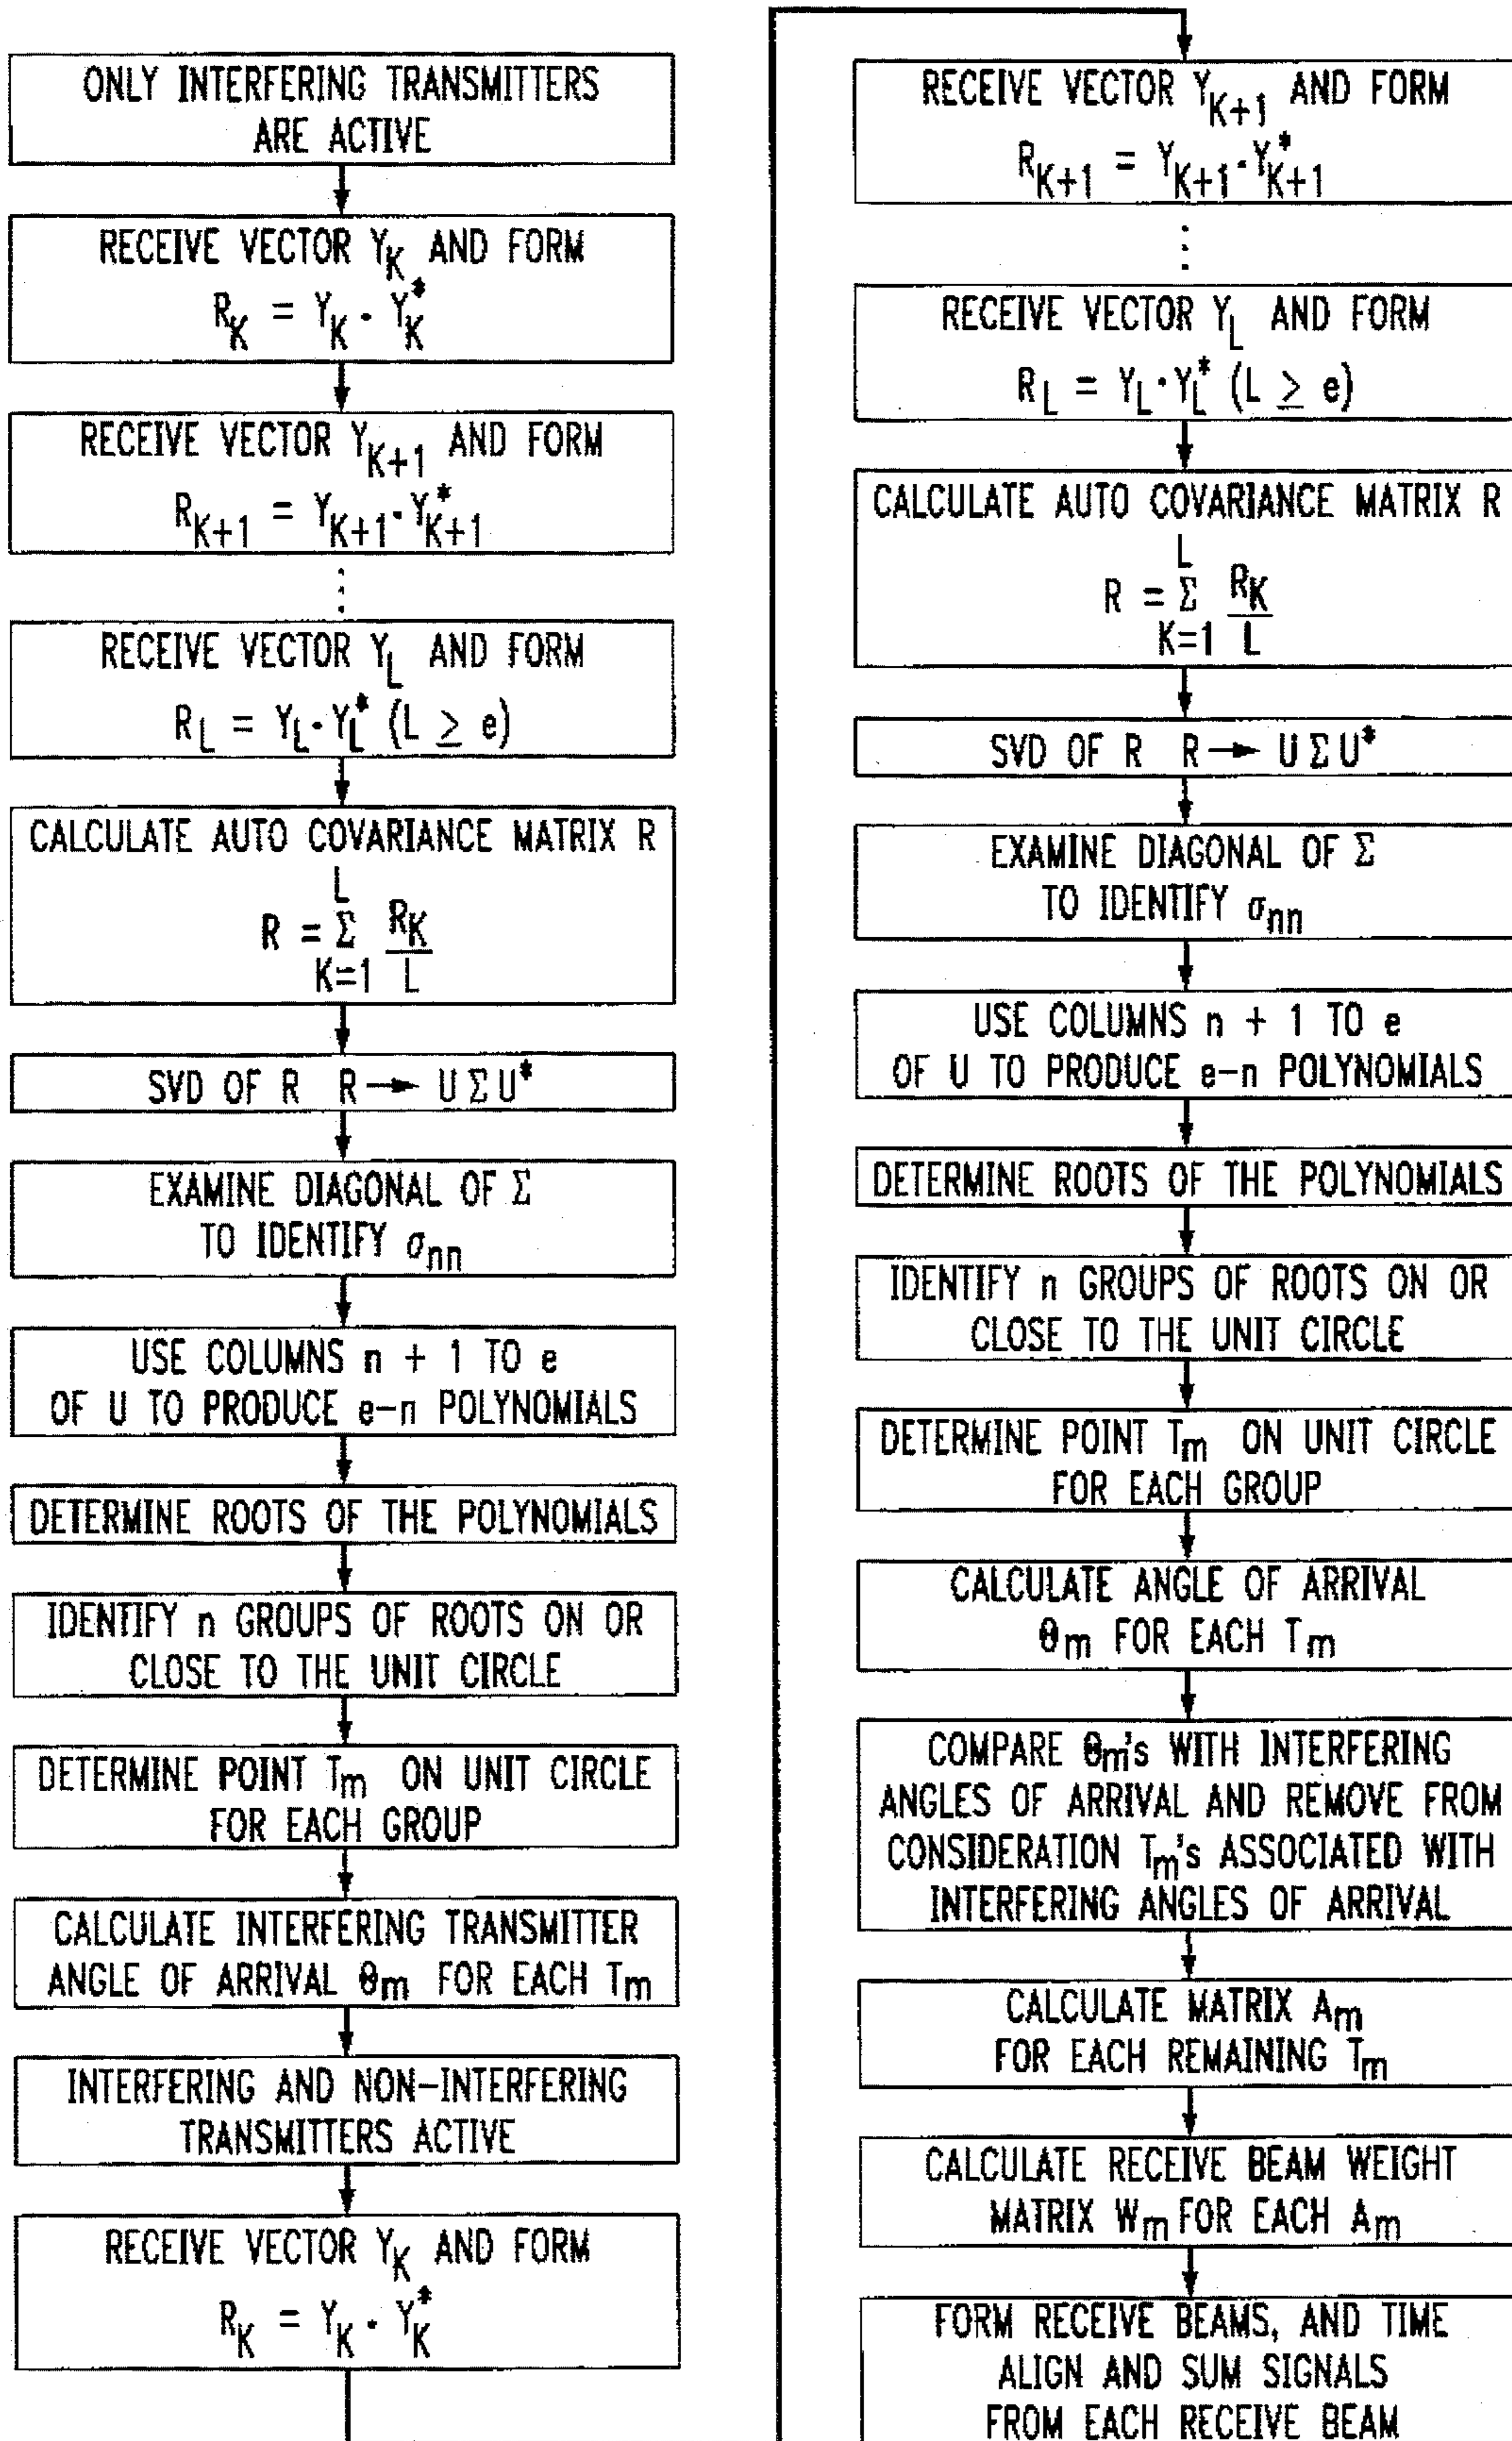 ONLY INTERFERING TRANSMITTERS
ARE ACTIVE
RECEIVE VECTOR Y_K AND FORM
R_K = Y_K · Y_K^*
RECEIVE VECTOR Y_{K+1} AND FORM
R_{K+1} = Y_{K+1} · Y_{K+1}^*
⋮
RECEIVE VECTOR Y_L AND FORM
R_L = Y_L · Y_L^* (L ≥ e)
CALCULATE AUTO COVARIANCE MATRIX R
L
R = Σ R_K/L
K=1
SVD OF R R → U Σ U^*
EXAMINE DIAGONAL OF Σ
TO IDENTIFY σ_{nn}
USE COLUMNS n + 1 TO e
OF U TO PRODUCE e-n POLYNOMIALS
DETERMINE ROOTS OF THE POLYNOMIALS
IDENTIFY n GROUPS OF ROOTS ON OR
CLOSE TO THE UNIT CIRCLE
DETERMINE POINT T_m ON UNIT CIRCLE
FOR EACH GROUP
CALCULATE INTERFERING TRANSMITTER
ANGLE OF ARRIVAL θ_m FOR EACH T_m
INTERFERING AND NON-INTERFERING
TRANSMITTERS ACTIVE
RECEIVE VECTOR Y_K AND FORM
R_K = Y_K · Y_K^*
RECEIVE VECTOR Y_{K+1} AND FORM
R_{K+1} = Y_{K+1} · Y_{K+1}^*
⋮
RECEIVE VECTOR Y_L AND FORM
R_L = Y_L · Y_L^* (L ≥ e)
CALCULATE AUTO COVARIANCE MATRIX R
L
R = Σ R_K/L
K=1
SVD OF R R → U Σ U^*
EXAMINE DIAGONAL OF Σ
TO IDENTIFY σ_{nn}
USE COLUMNS n + 1 TO e
OF U TO PRODUCE e-n POLYNOMIALS
DETERMINE ROOTS OF THE POLYNOMIALS
IDENTIFY n GROUPS OF ROOTS ON OR
CLOSE TO THE UNIT CIRCLE
DETERMINE POINT T_m ON UNIT CIRCLE
FOR EACH GROUP
CALCULATE ANGLE OF ARRIVAL
θ_m FOR EACH T_m
COMPARE θ_m's WITH INTERFERING
ANGLES OF ARRIVAL AND REMOVE FROM
CONSIDERATION T_m's ASSOCIATED WITH
INTERFERING ANGLES OF ARRIVAL
CALCULATE MATRIX A_m
FOR EACH REMAINING T_m
CALCULATE RECEIVE BEAM WEIGHT
MATRIX W_m FOR EACH A_m
FORM RECEIVE BEAMS, AND TIME
ALIGN AND SUM SIGNALS
FROM EACH RECEIVE BEAM